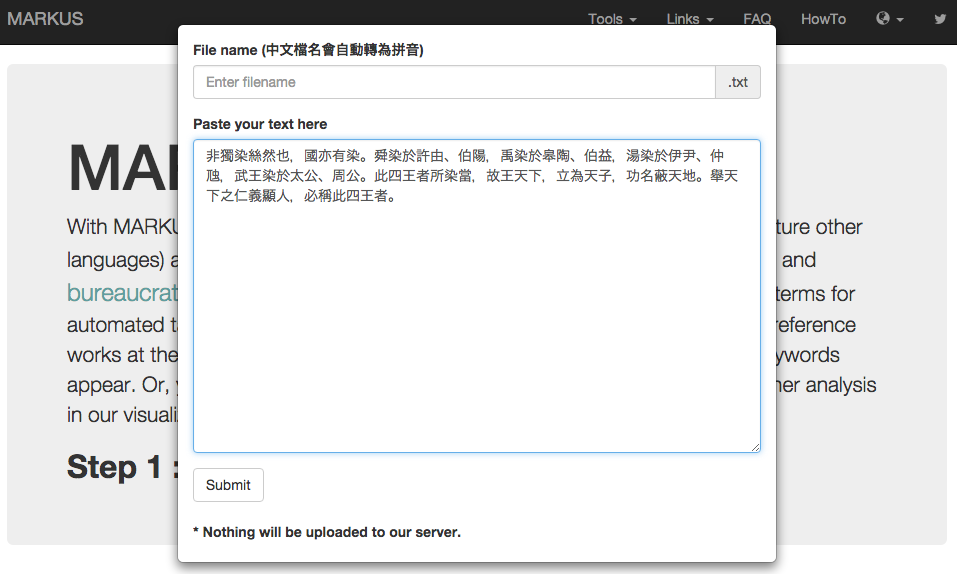 MARKUS Tools Links FAQ HowTo
File name (中文檔名會自動轉為拼音)
Enter filename .txt
Paste your text here
非獨染絲然也，國亦有染。舜染於許由、伯陽，禹染於皋陶、伯益，湯染於伊尹、仲
虺，武王染於太公、周公。此四王者所染當，故王天下，立為天子，功名蔽天地。舉天
下之仁義顯人，必稱此四王者。
With ture other
languages) and
bureaucrat terms for
automated
works at the
appear. Or, her analysis
in our
Step 1 :
Submit
* Nothing will be uploaded to our server.